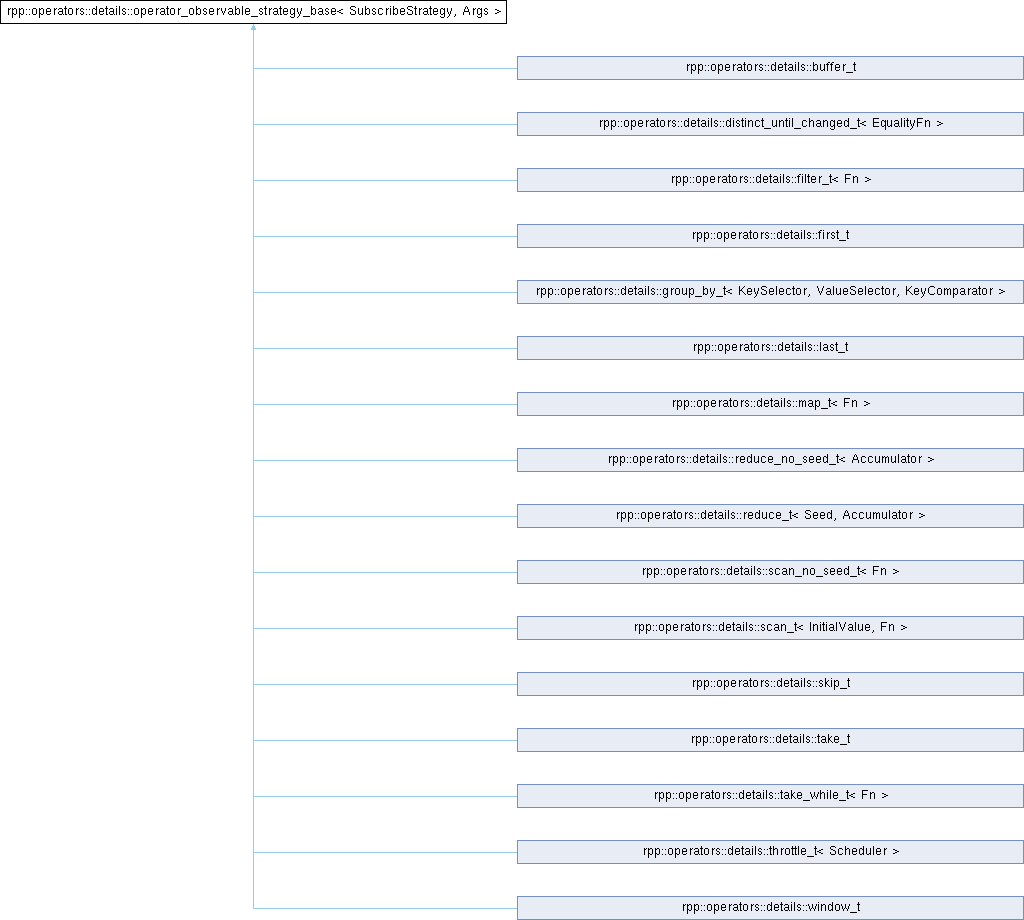 rpp::operators::details::operator_observable_strategy_base< SubscribeStrategy, Args >
rpp::operators::details::buffer_t
rpp::operators::details::distinct_until_changed_t< EqualityFn >
rpp::operators::details::filter_t< Fn >
rpp::operators::details::first_t
rpp::operators::details::group_by_t< KeySelector, ValueSelector, KeyComparator >
rpp::operators::details::last_t
rpp::operators::details::map_t< Fn >
rpp::operators::details::reduce_no_seed_t< Accumulator >
rpp::operators::details::reduce_t< Seed, Accumulator >
rpp::operators::details::scan_no_seed_t< Fn >
rpp::operators::details::scan_t< InitialValue, Fn >
rpp::operators::details::skip_t
rpp::operators::details::take_t
rpp::operators::details::take_while_t< Fn >
rpp::operators::details::throttle_t< Scheduler >
rpp::operators::details::window_t